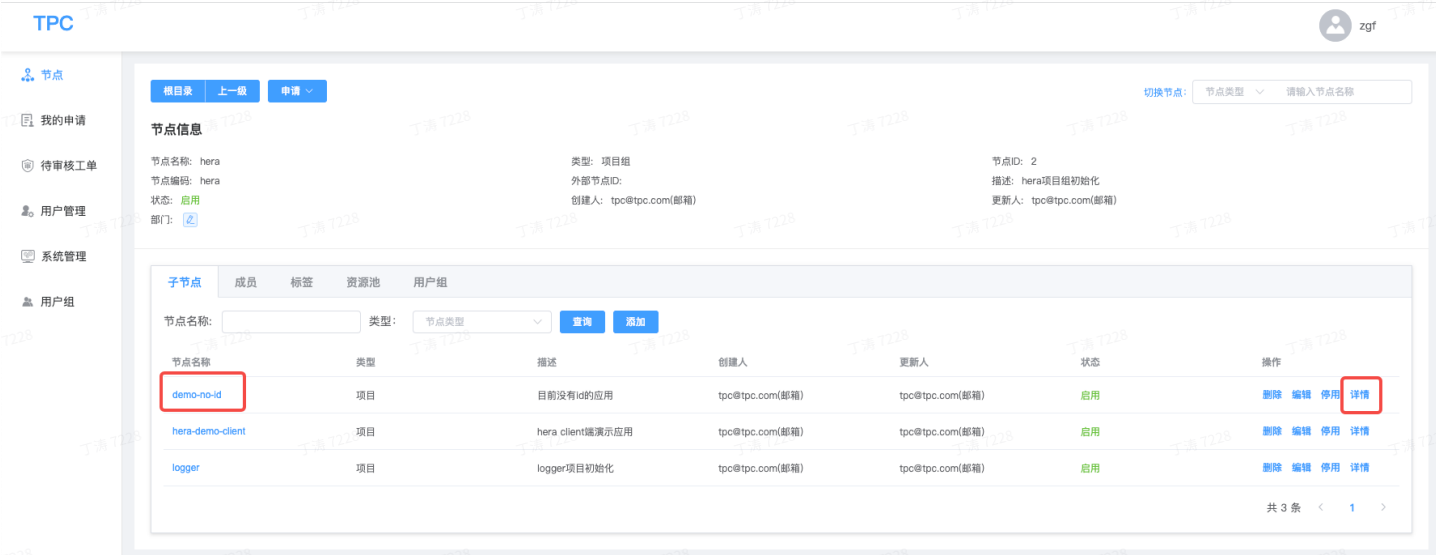 TPC
zgf
节点
我的申请
待审核工单
用户管理
系统管理
用户组
根目录 上一级 申请
切换节点: 节点类型 请输入节点名称
节点信息
节点名称: hera 类型: 项目组 节点ID: 2
节点编码: hera 外部节点ID: 描述: hera项目组初始化
状态: 启用 创建人: tpc@tpc.com(邮箱) 更新人: tpc@tpc.com(邮箱)
部门:
子节点 成员 标签 资源池 用户组
节点名称: 类型: 节点类型 查询 添加
节点名称 类型 描述 创建人 更新人 状态 操作
demo-no-id 项目 目前没有id的应用 tpc@tpc.com(邮箱) tpc@tpc.com(邮箱) 启用 删除 编辑 停用 详情
hera-demo-client 项目 hera client端演示应用 tpc@tpc.com(邮箱) tpc@tpc.com(邮箱) 启用 删除 编辑 停用 详情
logger 项目 logger项目初始化 tpc@tpc.com(邮箱) tpc@tpc.com(邮箱) 启用 删除 编辑 停用 详情
共 3 条 1
丁涛 7228